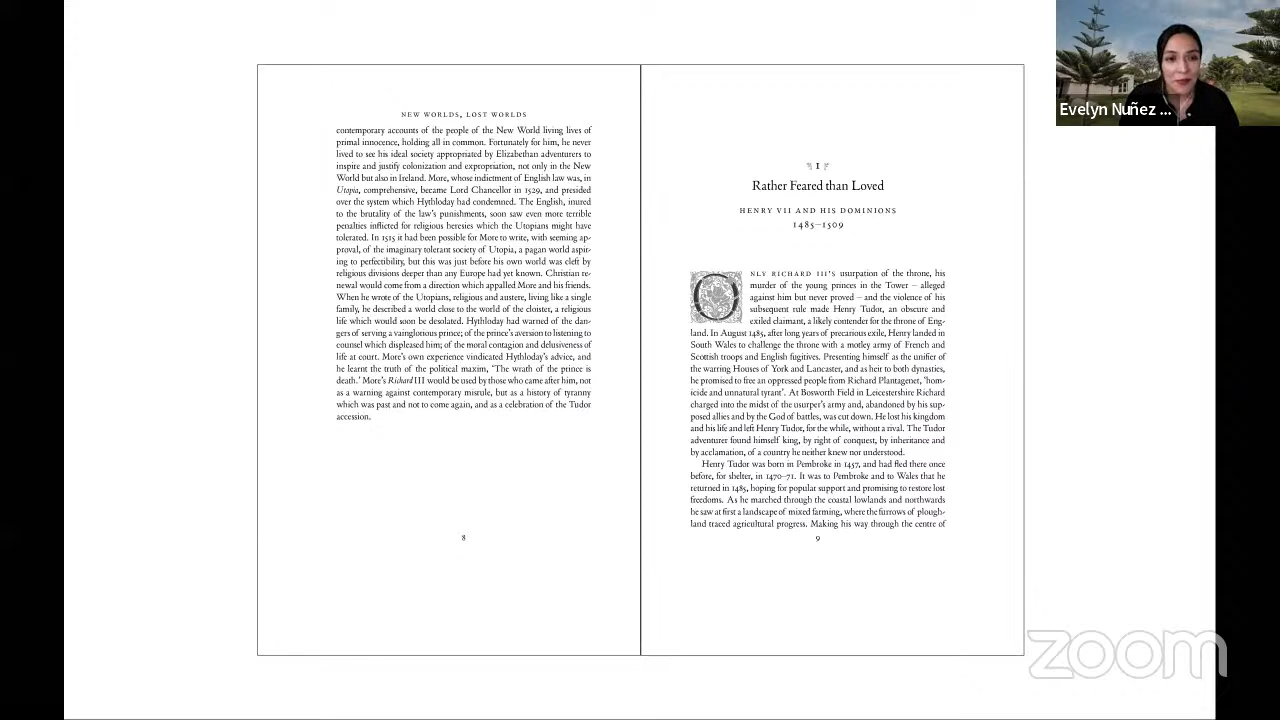 NEW WORLDS, LOST WORLDS
contemporary accounts of the people of the New World living lives of
primal innocence, holding all in common. Fortunately for him, he never
lived to see his ideal society appropriated by Elizabethan adventurers to
inspire and justify colonization and expropriation, not only in the New
World but also in Ireland. More, whose indictment of English law was, in
Utopia, comprehensive, became Lord Chancellor in 1529, and presided
over the system which Hythloday had condemned. The English, inured
to the brutality of the law's punishments, soon saw even more terrible
penalties inflicted for religious heresies which the Utopians might have
tolerated. In 1515 it had been possible for More to write, with seeming ap-
proval, of the imaginary tolerant society of Utopia, a pagan world aspir-
ing to perfectibility, but this was just before his own world was cleft by
religious divisions deeper than any Europe had yet known. Christian re-
newal would come from a direction which appalled More and his friends.
When he wrote of the Utopians, religious and austere, living like a single
family, he described a world close to the world of the cloister, a religious
life which would soon be desolated. Hythloday had warned of the dan-
gers of serving a vainglorious prince; of the prince's aversion to listening to
counsel which displeased him; of the moral contagion and delusiveness of
life at court. More's own experience vindicated Hythloday's advice, and
he learnt the truth of the political maxim, 'The wrath of the prince is
death.' More's Richard III would be used by those who came after him, not
as a warning against contemporary misrule, but as a history of tyranny
which was past and not to come again, and as a celebration of the Tudor
accession.
8
I
Rather Feared than Loved
HENRY VII AND HIS DOMINIONS
1485–1509
ONLY RICHARD III'S usurpation of the throne, his
murder of the young princes in the Tower – alleged
against him but never proved – and the violence of his
subsequent rule made Henry Tudor, an obscure and
exiled claimant, a likely contender for the throne of Eng-
land. In August 1485, after long years of precarious exile, Henry landed in
South Wales to challenge the throne with a motley army of French and
Scottish troops and English fugitives. Presenting himself as the unifier of
the warring Houses of York and Lancaster, and as heir to both dynasties,
he promised to free an oppressed people from Richard Plantagenet, 'hom-
icide and unnatural tyrant'. At Bosworth Field in Leicestershire Richard
charged into the midst of the usurper's army and, abandoned by his sup-
posed allies and by the God of battles, was cut down. He lost his kingdom
and his life and left Henry Tudor, for the while, without a rival. The Tudor
adventurer found himself king, by right of conquest, by inheritance and
by acclamation, of a country he neither knew nor understood.
Henry Tudor was born in Pembroke in 1457, and had fled there once
before, for shelter, in 1470–71. It was to Pembroke and to Wales that he
returned in 1485, hoping for popular support and promising to restore lost
freedoms. As he marched through the coastal lowlands and northwards
he saw at first a landscape of mixed farming, where the furrows of plough-
land traced agricultural progress. Making his way through the centre of
9
Evelyn Nuñez ...
zoom